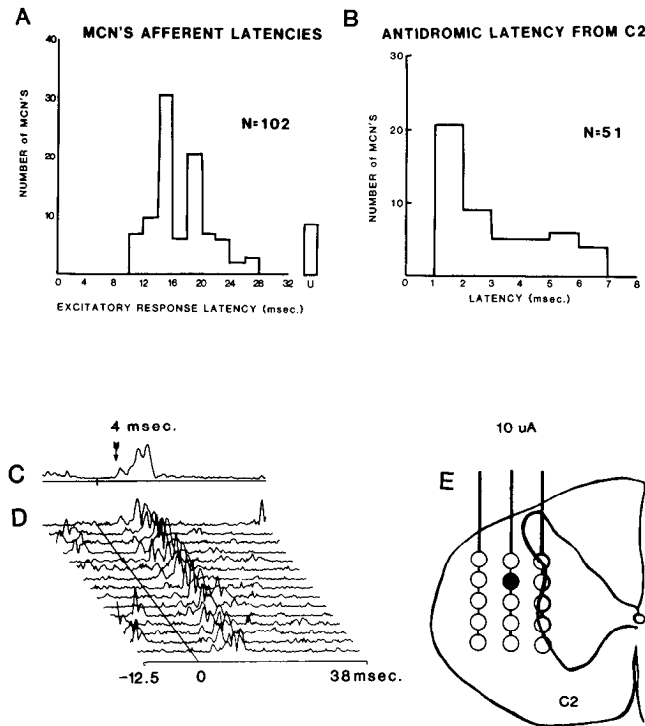 A
MCN'S AFFERENT LATENCIES
40
30
20
10
NUMBER of MCN'S
N=102
0 4 8 12 16 20 24 28 32 U
EXCITATORY RESPONSE LATENCY (msec.)
B
ANTIDROMIC LATENCY FROM C2
30
20
10
NUMBER of MCN'S
N=51
0 1 2 3 4 5 6 7 8
LATENCY (msec.)
4 msec.
C
D
-12.5 0 38msec.
10 uA
E
C2